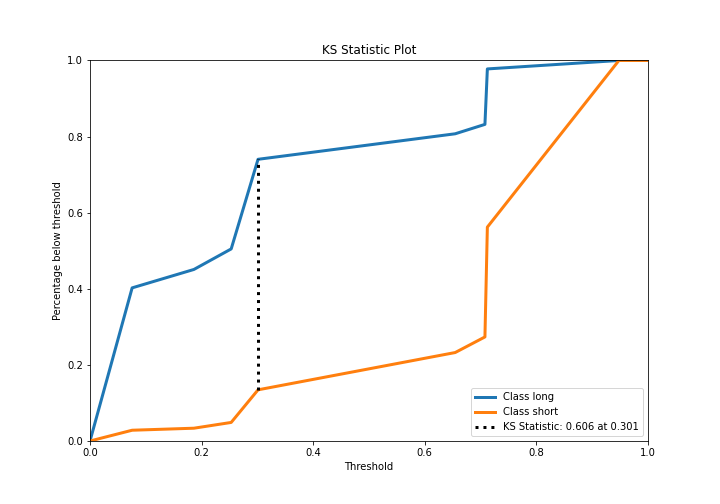 KS Statistic Plot
1.0
0.8
0.6
0.4
0.2
0.0
Percentage below threshold
0.0 0.2 0.4 0.6 0.8 1.0
Threshold
Class long
Class short
KS Statistic: 0.606 at 0.301